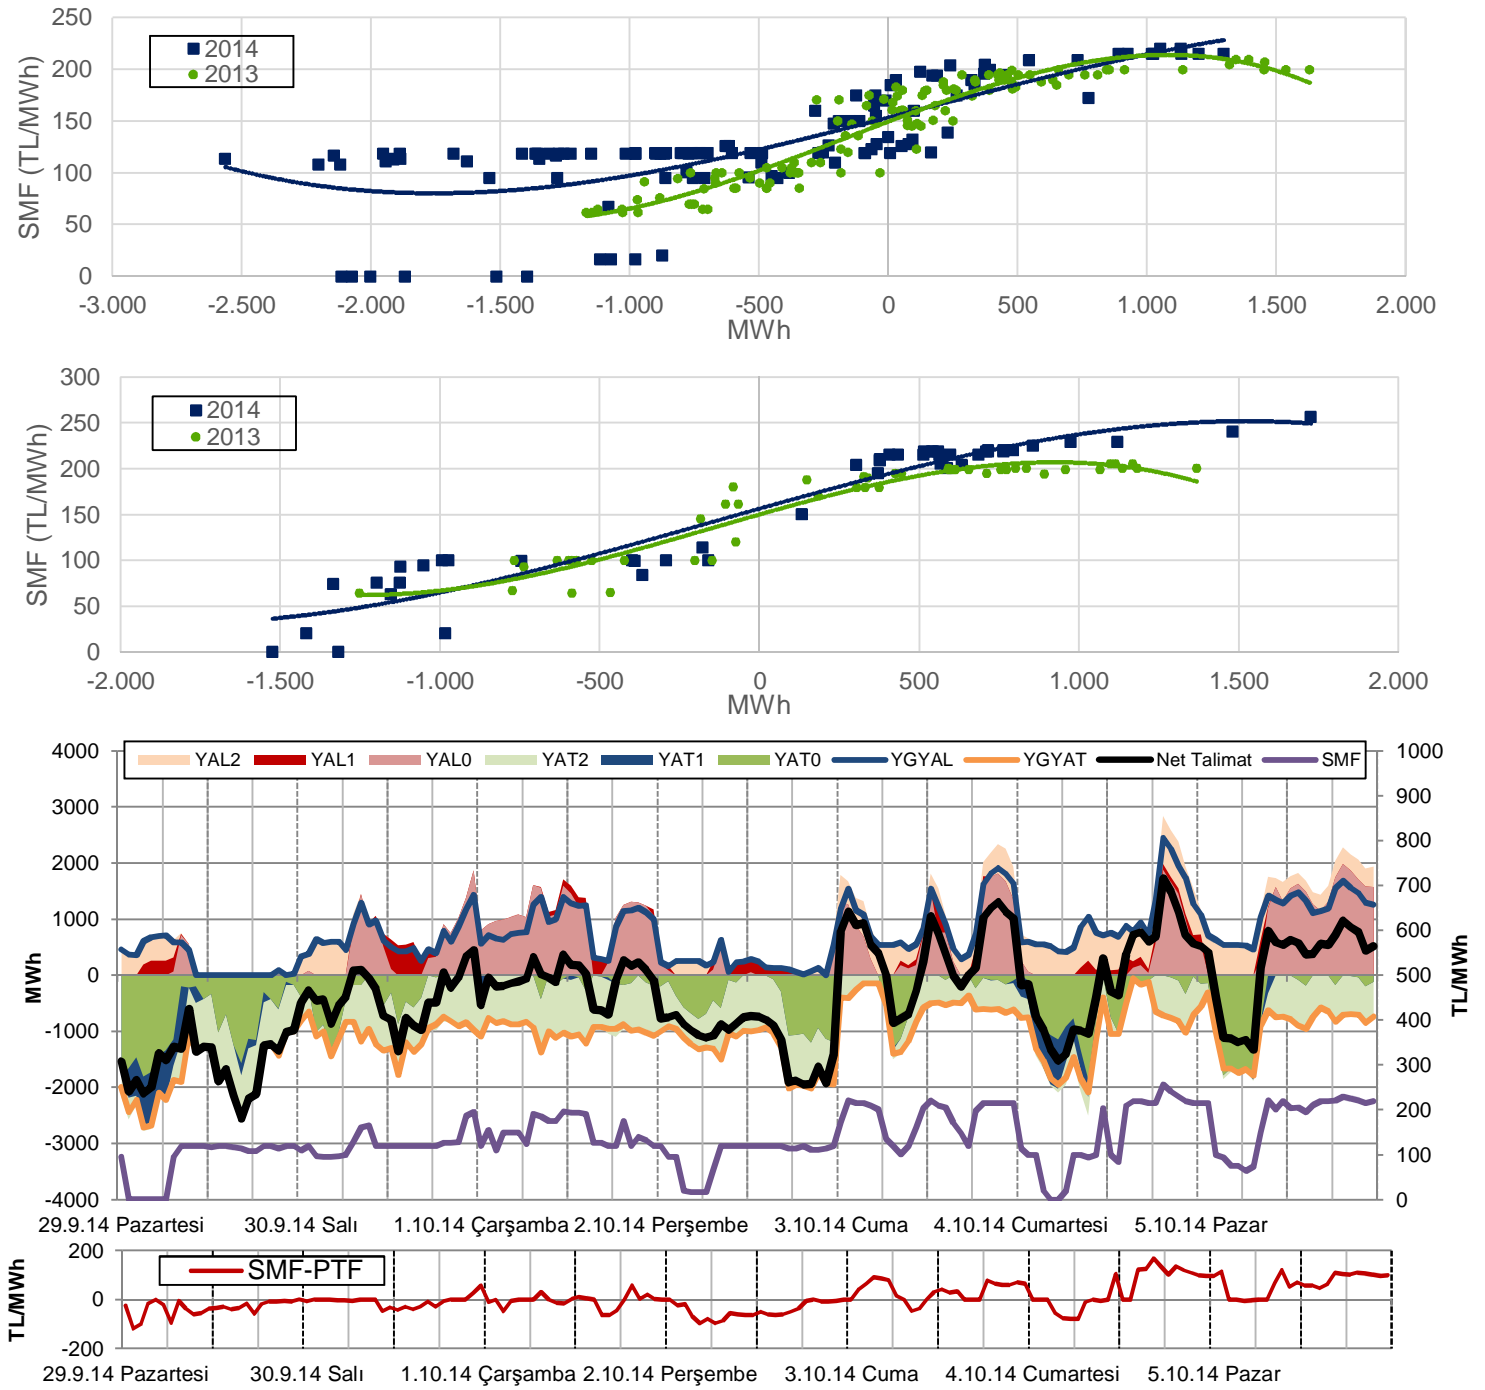 250
2014
200
2013
150
100
50
0
SMF (TL/MWh)
-3.000 -2.500 -2.000 -1.500 -1.000 -500 0 500 1.000 1.500 2.000
MWh
300
2014
250
2013
200
150
100
50
0
SMF (TL/MWh)
-2.000 -1.500 -1.000 -500 0 500 1.000 1.500 2.000
MWh
4000 1000
YAL2 YAL1 YAL0 YAT2 YAT1 YAT0 YGYAL YGYAT Net Talimat SMF
3000 900
2000 800
1000 700
0 600
-1000 500
-2000 400
-3000 300
-4000 200
100
0
MWh
TL/MWh
29.9.14 Pazartesi 30.9.14 Salı 1.10.14 Çarşamba 2.10.14 Perşembe 3.10.14 Cuma 4.10.14 Cumartesi 5.10.14 Pazar
200
SMF-PTF
0
-200
TL/MWh
29.9.14 Pazartesi 30.9.14 Salı 1.10.14 Çarşamba 2.10.14 Perşembe 3.10.14 Cuma 4.10.14 Cumartesi 5.10.14 Pazar